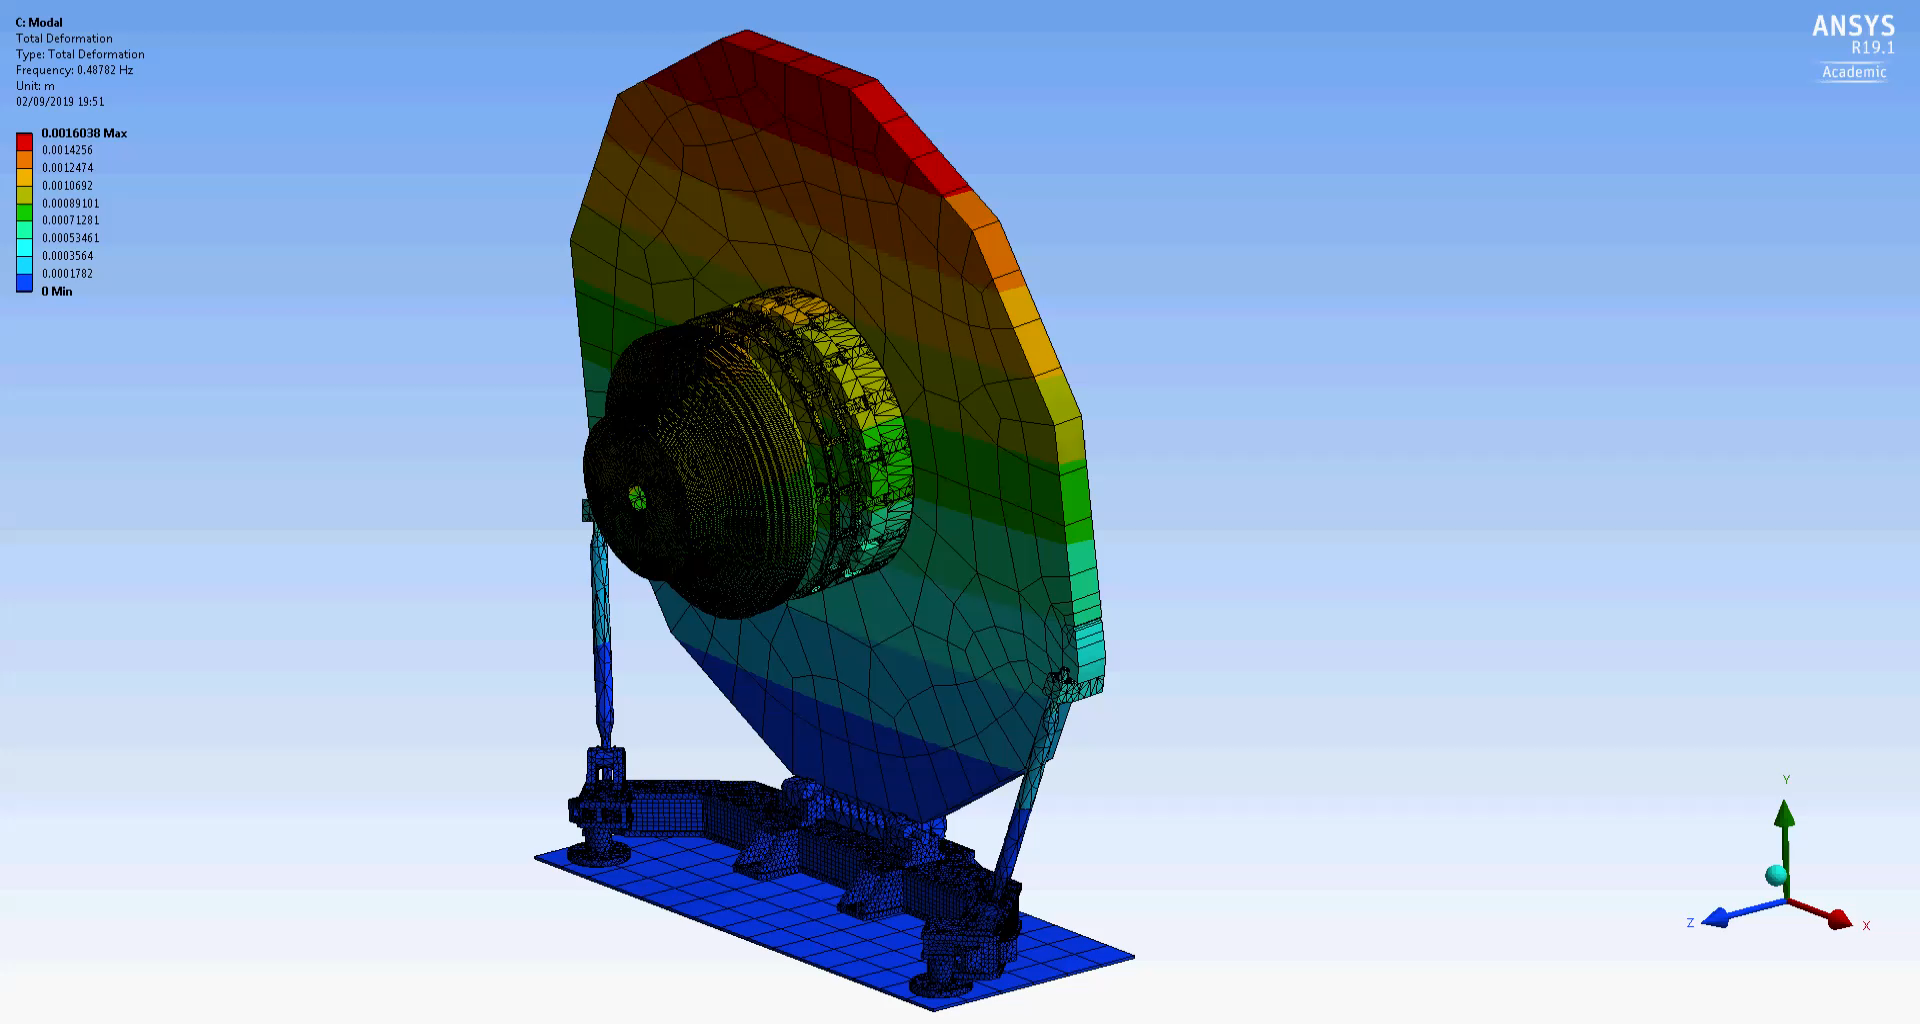 C: Modal
Total Deformation
Type: Total Deformation
Frequency: 0.48782 Hz
Unit: m
02/09/2019 19:51
0.0016038 Max
0.0014256
0.0012474
0.0010692
0.00089101
0.00071281
0.00053461
0.0003564
0.0001782
0 Min
ANSYS
R19.1
Academic
Y
Z
X